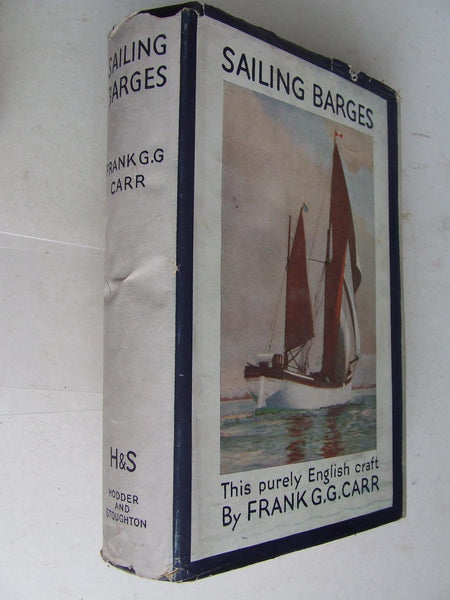 SAILING
BARGES
FRANK G.G
CARR
H&S
HODDER
AND
STOUGHTON
SAILING BARGES
This purely English craft
By FRANK G.G. CARR